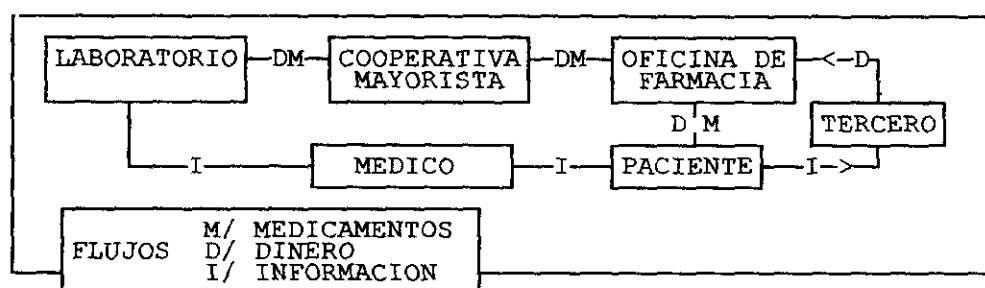 LABORATORIO —DM— COOPERATIVA MAYORISTA —DM— OFICINA DE FARMACIA —<—D—
D M TERCERO
—I— MEDICO —I— PACIENTE —I—>—
M/ MEDICAMENTOS
FLUJOS D/ DINERO
I/ INFORMACION